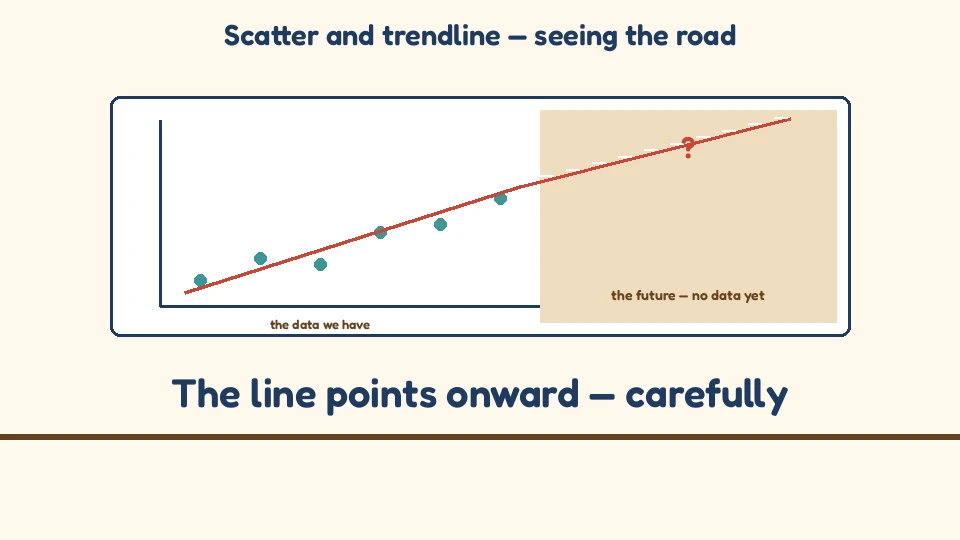 Scatter and trendline — seeing the road
?
the future — no data yet
the data we have
The line points onward — carefully